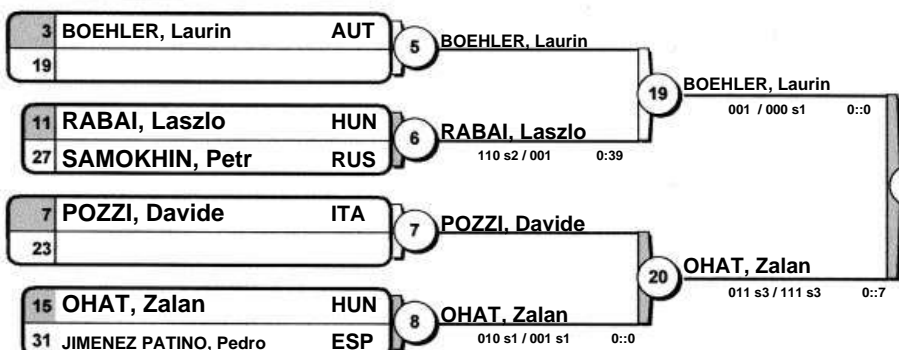 3 BOEHLER, Laurin AUT
19
5
BOEHLER, Laurin
11 RABAI, Laszlo HUN
27 SAMOKHIN, Petr RUS
6
RABAI, Laszlo
110 s2 / 001 0:39
19
BOEHLER, Laurin
001 / 000 s1 0::0
7 POZZI, Davide ITA
23
7
POZZI, Davide
15 OHAT, Zalan HUN
31 JIMENEZ PATINO, Pedro ESP
8
OHAT, Zalan
010 s1 / 001 s1 0::0
20
OHAT, Zalan
011 s3 / 111 s3 0::7